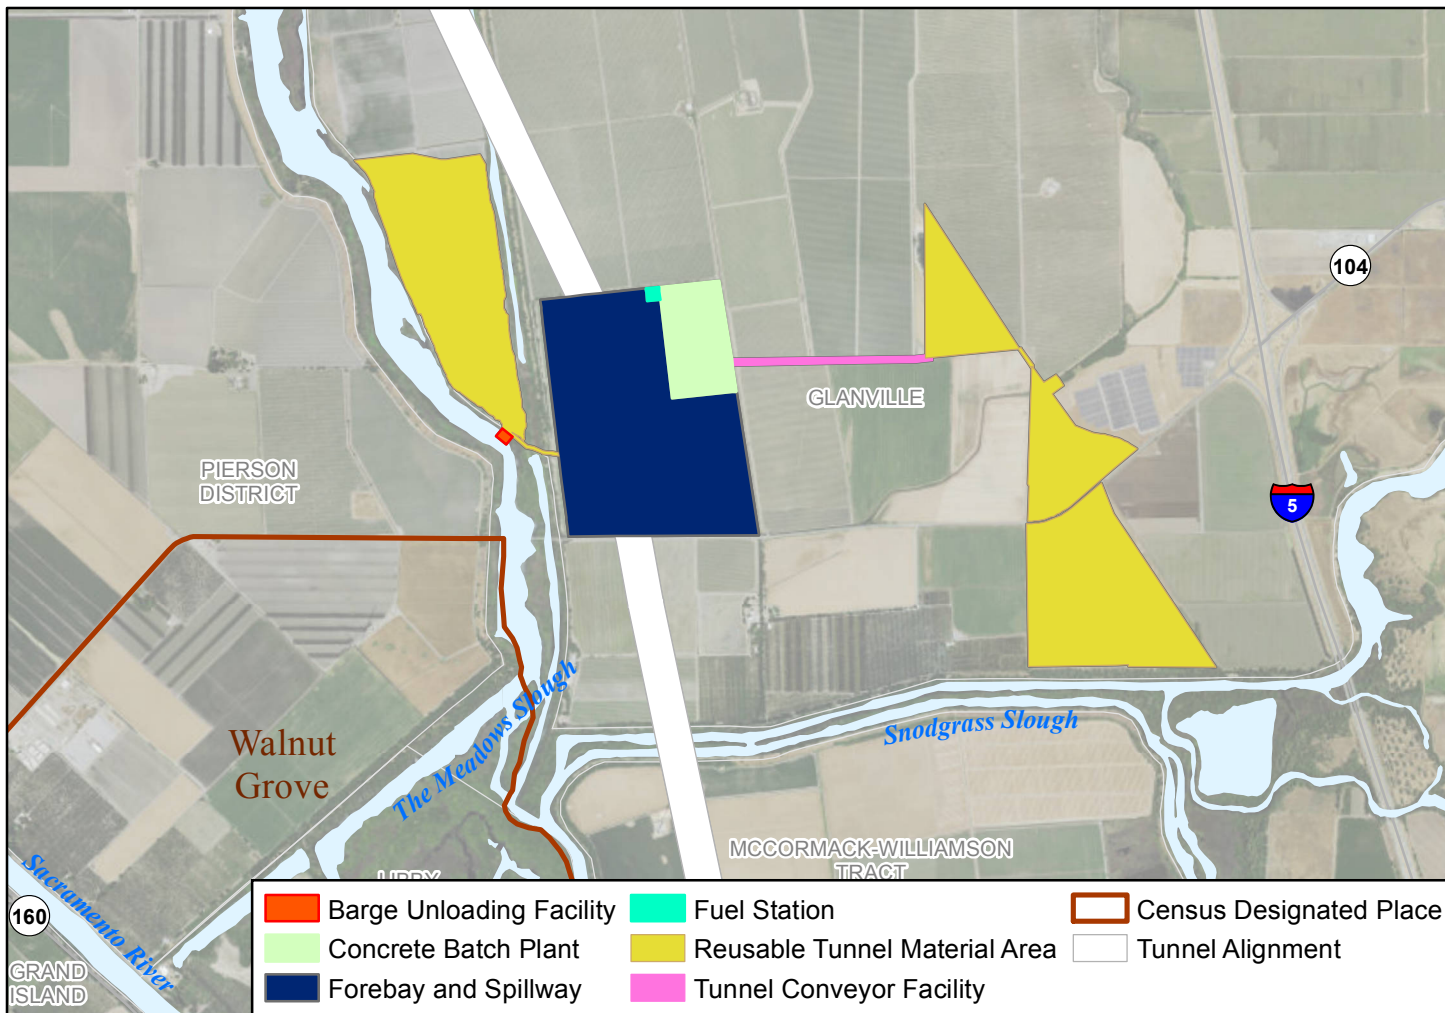 104
GLANVILLE
PIERSON
DISTRICT
5
Walnut
Grove
The Meadows Slough
Snodgrass Slough
MCCORMACK-WILLIAMSON
TRACT
Sacramento River
160
GRAND
ISLAND
Barge Unloading Facility
Concrete Batch Plant
Forebay and Spillway
Fuel Station
Reusable Tunnel Material Area
Tunnel Conveyor Facility
Census Designated Place
Tunnel Alignment